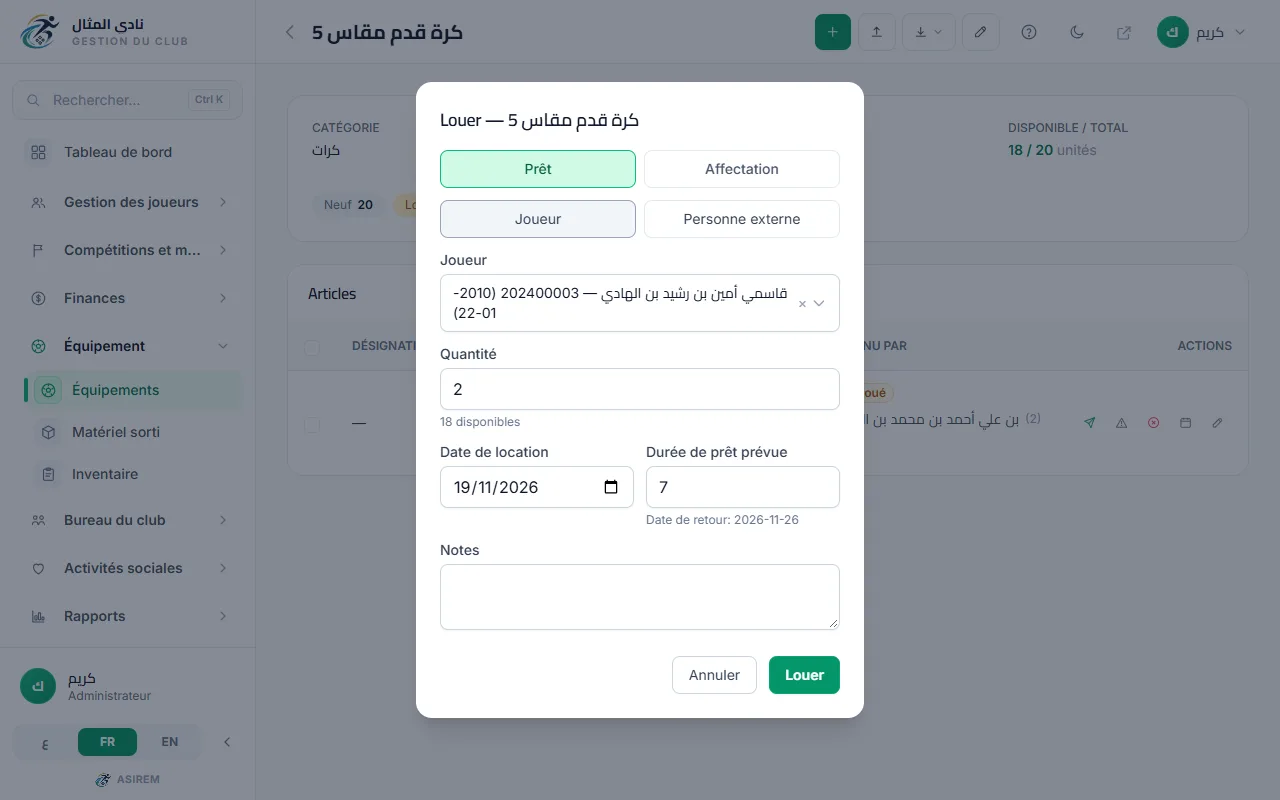 نادي المثال
GESTION DU CLUB
Rechercher...
Ctrl K
Tableau de bord
Gestion des joueurs
Compétitions et m...
Finances
Équipement
Équipements
Matériel sorti
Inventaire
Bureau du club
Activités sociales
Rapports
كريم
Administrateur
ع
FR
EN
ASIREM
كرة قدم مقاس 5
كريم
CATÉGORIE
كرات
Neuf 20
DISPONIBLE / TOTAL
18 / 20 unités
Articles
ACTIONS
—
بن علي أحمد بن محمد بن
(2)
Louer — كرة قدم مقاس 5
Prêt
Affectation
Joueur
Personne externe
Joueur
قاسمي أمين بن رشيد بن الهادي — 202400003 (2010-
01-22)
Quantité
2
18 disponibles
Date de location
19/11/2026
Durée de prêt prévue
7
Date de retour: 2026-11-26
Notes
Annuler
Louer